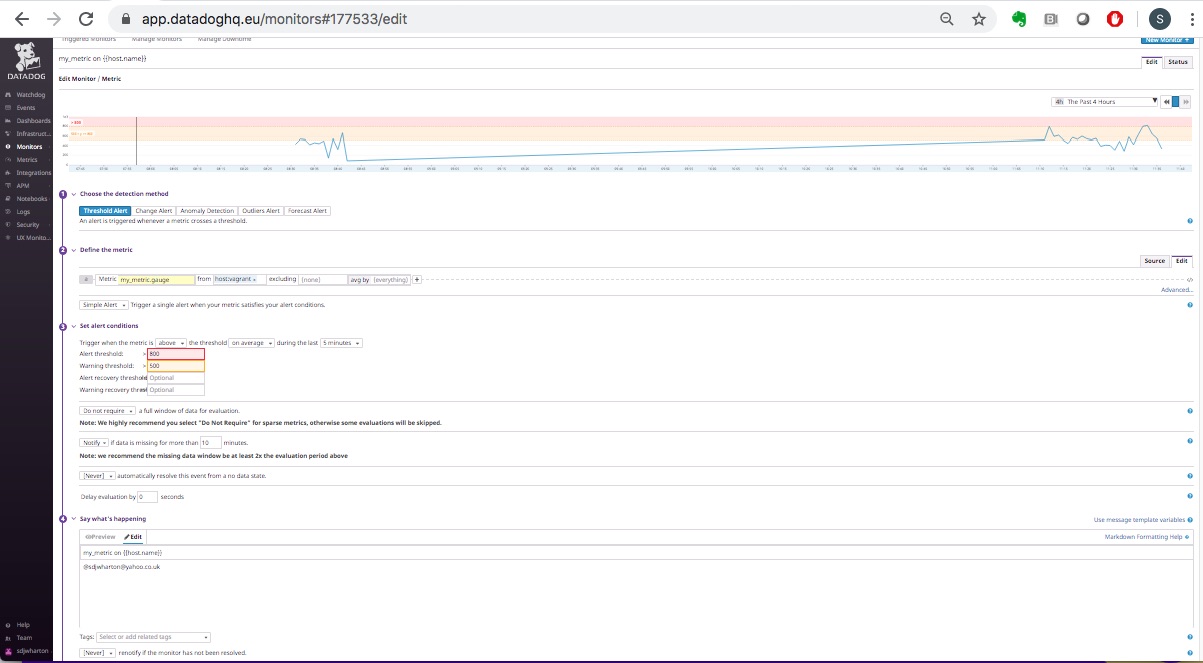 app.datadoghq.eu/monitors#177533/edit
S
DATADOG
Triggered Monitors Manage Monitors Manage Downtime
New Monitor +
my_metric on {{host.name}}
Edit Status
Edit Monitor / Metric
4h The Past 4 Hours
Watchdog
Events
Dashboards
Infrastruct...
Monitors
Metrics
Integrations
APM
Notebooks
Logs
Security
UX Monito...
1 Choose the detection method
Threshold Alert Change Alert Anomaly Detection Outliers Alert Forecast Alert
An alert is triggered whenever a metric crosses a threshold.
2 Define the metric
Source Edit
a Metric my_metric.gauge from host:vagrant × excluding (none) avg by (everything) +
</>
Advanced...
Simple Alert Trigger a single alert when your metric satisfies your alert conditions.
3 Set alert conditions
Trigger when the metric is above the threshold on average during the last 5 minutes
Alert threshold: > 800
Warning threshold: > 500
Alert recovery threshold Optional
Warning recovery thres Optional
Do not require a full window of data for evaluation.
Note: We highly recommend you select "Do Not Require" for sparse metrics, otherwise some evaluations will be skipped.
Notify if data is missing for more than 10 minutes.
Note: we recommend the missing data window be at least 2x the evaluation period above
[Never] automatically resolve this event from a no data state.
Delay evaluation by 0 seconds
4 Say what's happening
Use message template variables
Preview Edit
Markdown Formatting Help
my_metric on {{host.name}}
@sdjwharton@yahoo.co.uk
Tags: Select or add related tags
[Never] renotify if the monitor has not been resolved.
Help
Team
sdjwharton